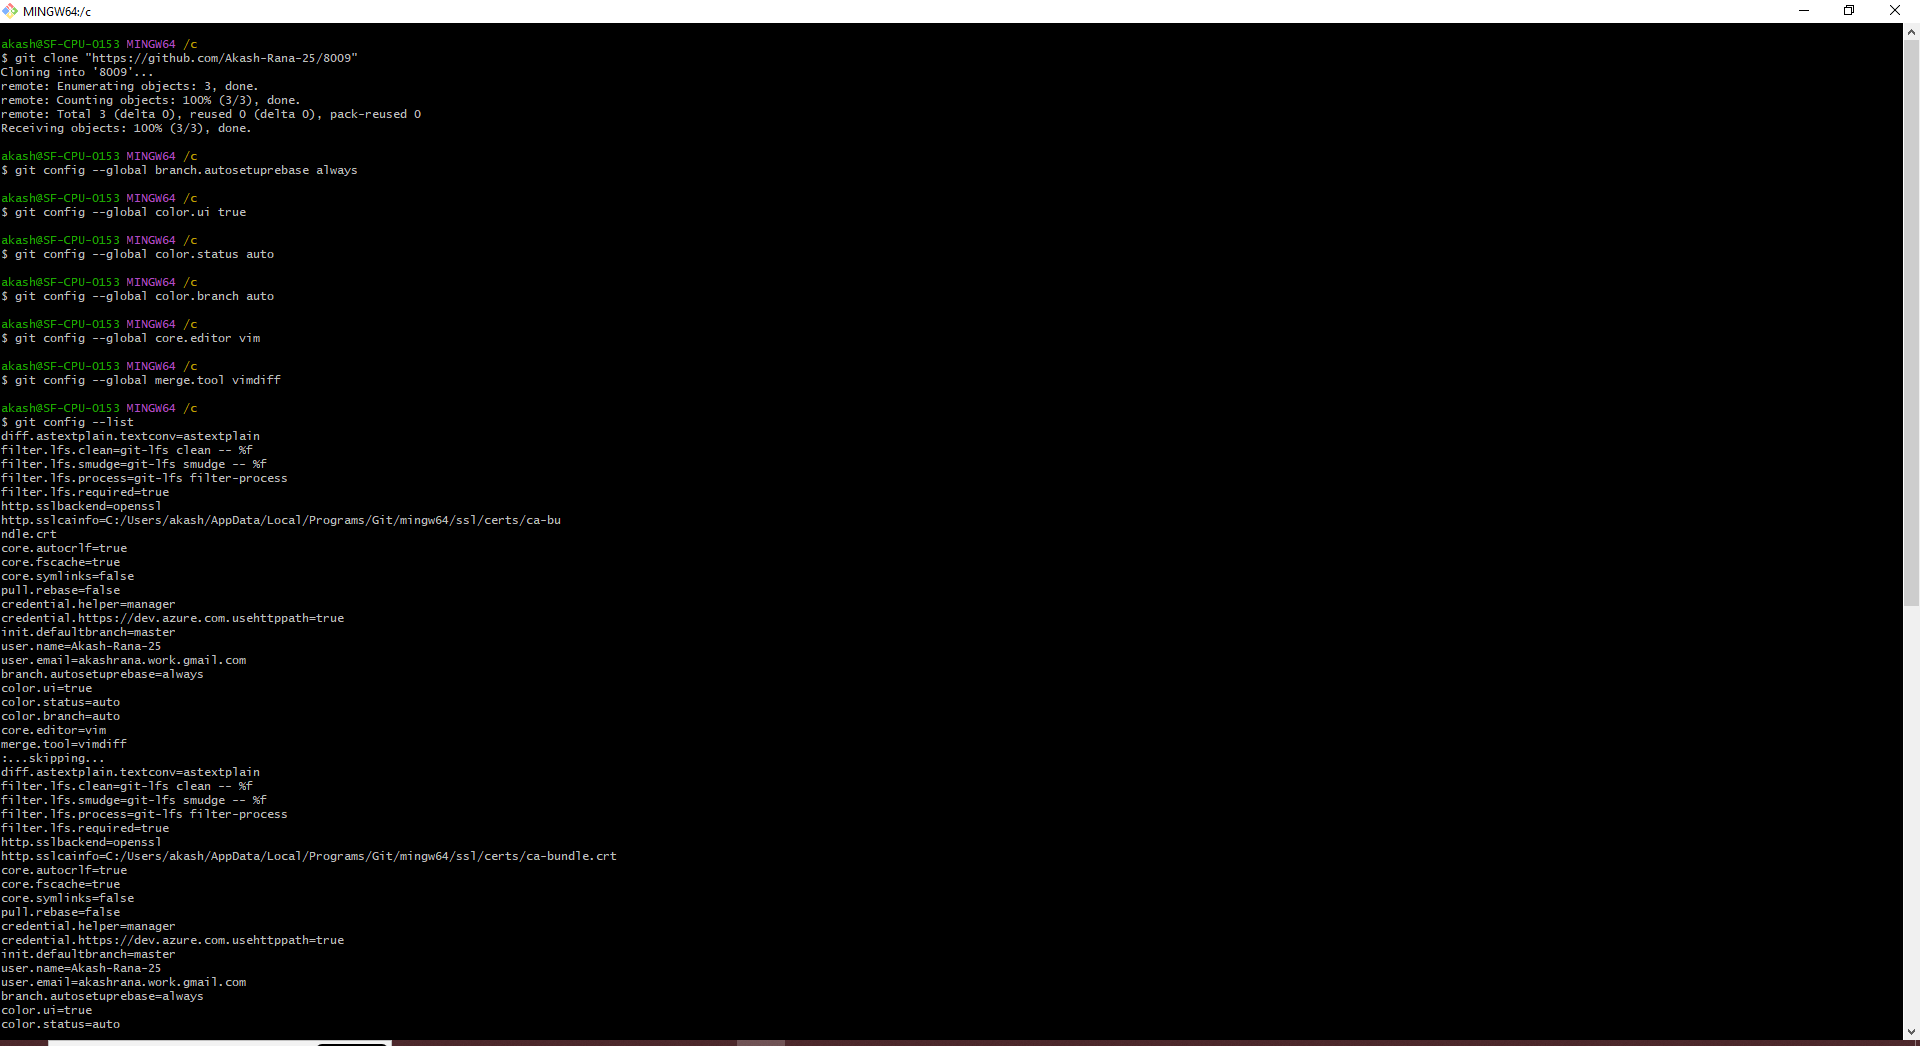 MINGW64:/c
akash@SF-CPU-0153 MINGW64 /c
$ git clone "https://github.com/Akash-Rana-25/8009"
Cloning into '8009'...
remote: Enumerating objects: 3, done.
remote: Counting objects: 100% (3/3), done.
remote: Total 3 (delta 0), reused 0 (delta 0), pack-reused 0
Receiving objects: 100% (3/3), done.
akash@SF-CPU-0153 MINGW64 /c
$ git config --global branch.autosetuprebase always
akash@SF-CPU-0153 MINGW64 /c
$ git config --global color.ui true
akash@SF-CPU-0153 MINGW64 /c
$ git config --global color.status auto
akash@SF-CPU-0153 MINGW64 /c
$ git config --global color.branch auto
akash@SF-CPU-0153 MINGW64 /c
$ git config --global core.editor vim
akash@SF-CPU-0153 MINGW64 /c
$ git config --global merge.tool vimdiff
akash@SF-CPU-0153 MINGW64 /c
$ git config --list
diff.astextplain.textconv=astextplain
filter.lfs.clean=git-lfs clean -- %f
filter.lfs.smudge=git-lfs smudge -- %f
filter.lfs.process=git-lfs filter-process
filter.lfs.required=true
http.sslbackend=openssl
http.sslcainfo=C:/Users/akash/AppData/Local/Programs/Git/mingw64/ssl/certs/ca-bu
ndle.crt
core.autocrlf=true
core.fscache=true
core.symlinks=false
pull.rebase=false
credential.helper=manager
credential.https://dev.azure.com.usehttppath=true
init.defaultbranch=master
user.name=Akash-Rana-25
user.email=akashrana.work.gmail.com
branch.autosetuprebase=always
color.ui=true
color.status=auto
color.branch=auto
core.editor=vim
merge.tool=vimdiff
:...skipping...
diff.astextplain.textconv=astextplain
filter.lfs.clean=git-lfs clean -- %f
filter.lfs.smudge=git-lfs smudge -- %f
filter.lfs.process=git-lfs filter-process
filter.lfs.required=true
http.sslbackend=openssl
http.sslcainfo=C:/Users/akash/AppData/Local/Programs/Git/mingw64/ssl/certs/ca-bundle.crt
core.autocrlf=true
core.fscache=true
core.symlinks=false
pull.rebase=false
credential.helper=manager
credential.https://dev.azure.com.usehttppath=true
init.defaultbranch=master
user.name=Akash-Rana-25
user.email=akashrana.work.gmail.com
branch.autosetuprebase=always
color.ui=true
color.status=auto